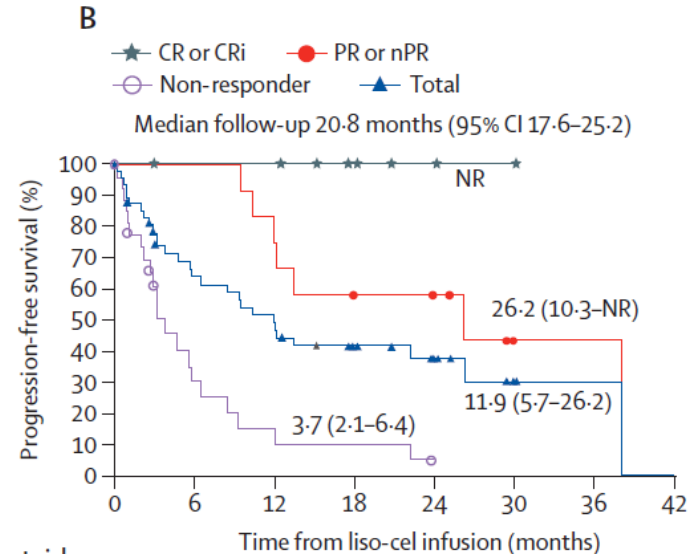 B
CR or CRi
PR or nPR
Non-responder
Total
Median follow-up 20·8 months (95% CI 17·6–25·2)
Progression-free survival (%)
100
90
80
70
60
50
40
30
20
10
0
NR
26·2 (10·3–NR)
11·9 (5·7–26·2)
3·7 (2·1–6·4)
0
6
12
18
24
30
36
42
Time from liso-cel infusion (months)